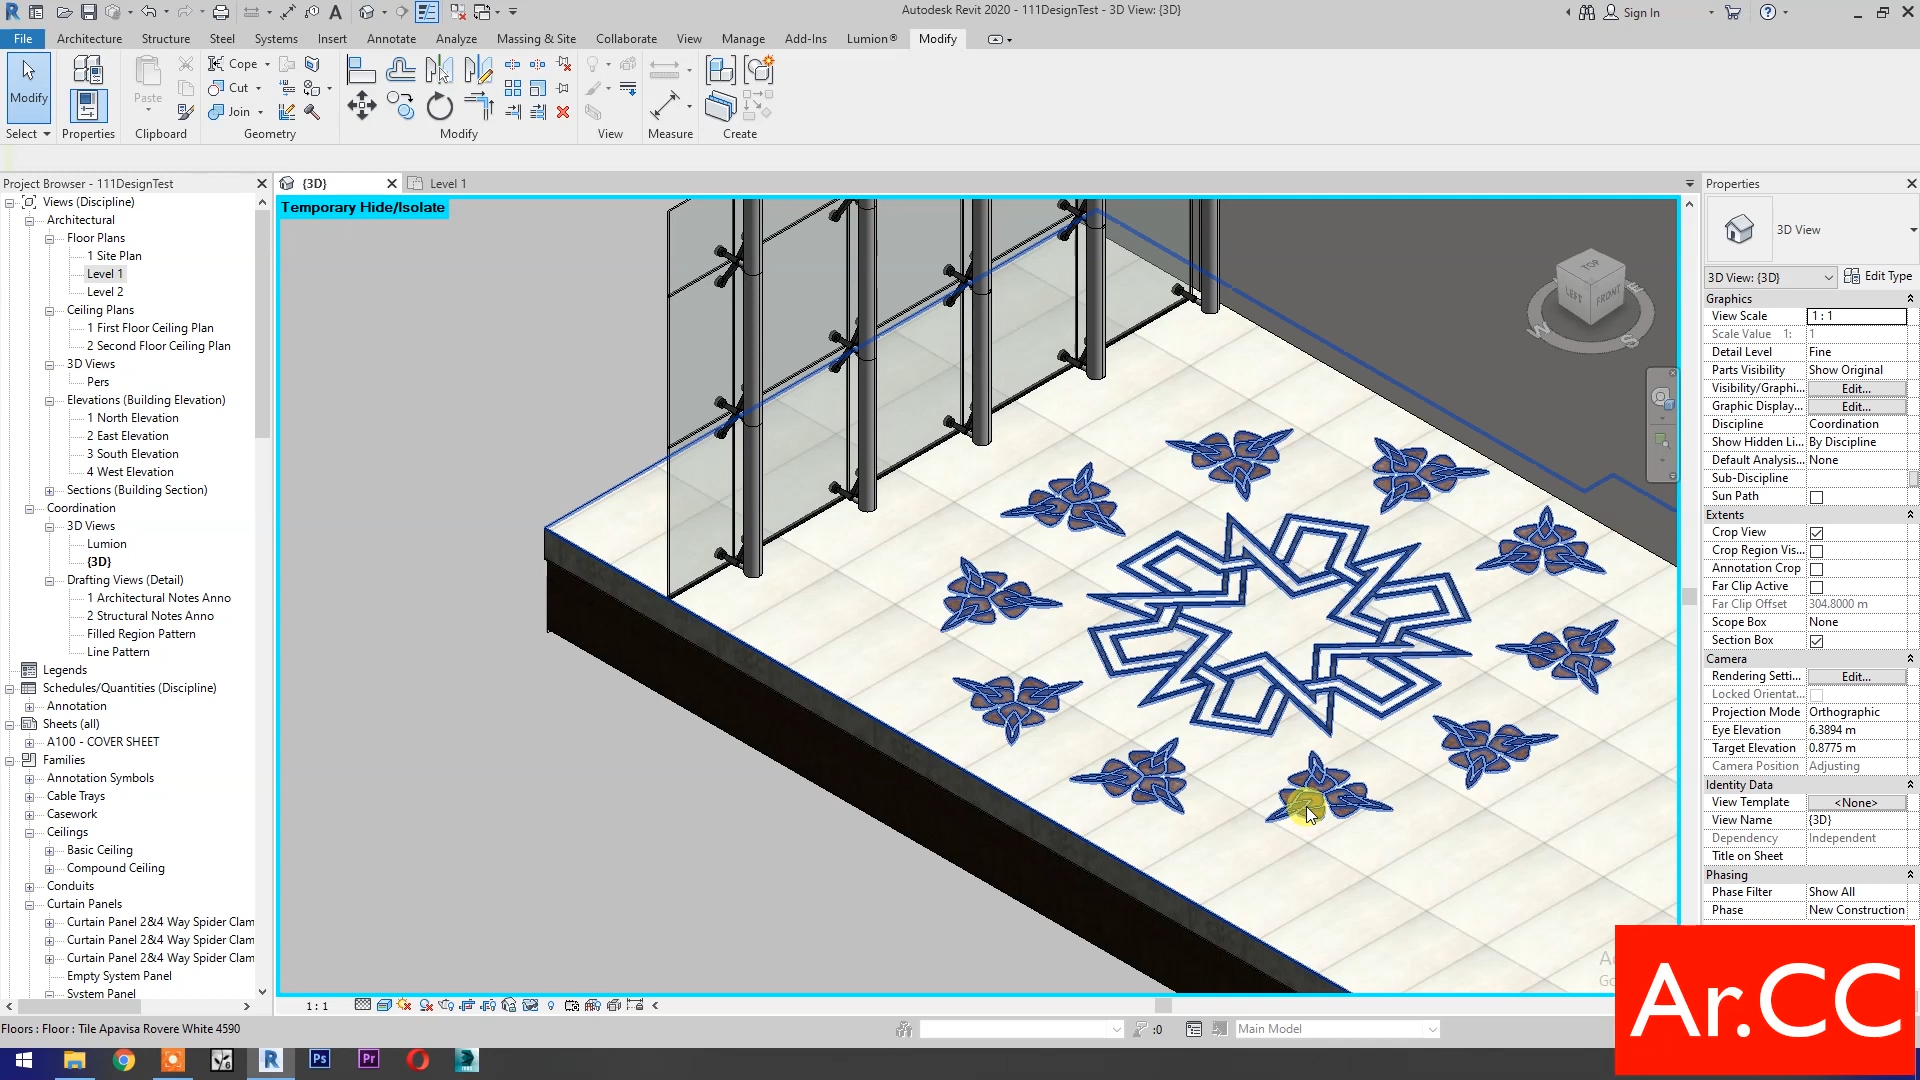 Autodesk Revit 2020 - 111DesignTest - 3D View: {3D}
Sign In
File Architecture Structure Steel Systems Insert Annotate Analyze Massing & Site Collaborate View Manage Add-Ins Lumion® Modify
Modify
Paste
Cope
Cut
Join
Select Properties Clipboard Geometry Modify View Measure Create
Project Browser - 111DesignTest
Views (Discipline)
Architectural
Floor Plans
1 Site Plan
Level 1
Level 2
Ceiling Plans
1 First Floor Ceiling Plan
2 Second Floor Ceiling Plan
3D Views
Pers
Elevations (Building Elevation)
1 North Elevation
2 East Elevation
3 South Elevation
4 West Elevation
Sections (Building Section)
Coordination
3D Views
Lumion
{3D}
Drafting Views (Detail)
1 Architectural Notes Anno
2 Structural Notes Anno
Filled Region Pattern
Line Pattern
Legends
Schedules/Quantities (Discipline)
Annotation
Sheets (all)
A100 - COVER SHEET
Families
Annotation Symbols
Cable Trays
Casework
Ceilings
Basic Ceiling
Compound Ceiling
Conduits
Curtain Panels
Curtain Panel 2&4 Way Spider Clam
Curtain Panel 2&4 Way Spider Clam
Curtain Panel 2&4 Way Spider Clam
Empty System Panel
System Panel
{3D}
Level 1
Temporary Hide/Isolate
TOP
LEFT
FRONT
W
S
E
Properties
3D View
3D View: {3D}
Edit Type
Graphics
View Scale 1 : 1
Scale Value 1: 1
Detail Level Fine
Parts Visibility Show Original
Visibility/Graphi... Edit...
Graphic Display... Edit...
Discipline Coordination
Show Hidden Li... By Discipline
Default Analysis... None
Sub-Discipline
Sun Path
Extents
Crop View
Crop Region Vis...
Annotation Crop
Far Clip Active
Far Clip Offset 304.8000 m
Scope Box None
Section Box
Camera
Rendering Setti... Edit...
Locked Orientat...
Projection Mode Orthographic
Eye Elevation 6.3894 m
Target Elevation 0.8775 m
Camera Position Adjusting
Identity Data
View Template <None>
View Name {3D}
Dependency Independent
Title on Sheet
Phasing
Phase Filter Show All
Phase New Construction
Ar.CC
1 : 1
Floors : Floor : Tile Apavisa Rovere White 4590
:0
Main Model
Ps
Pr